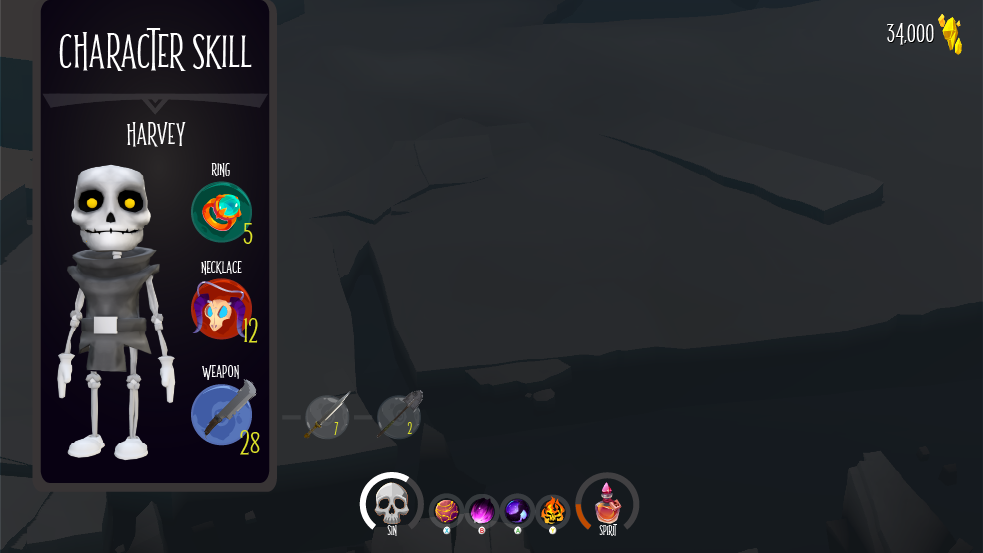 CHARACTER SKILL
34,000
HARVEY
RING
5
NECKLACE
12
WEAPON
28
7
2
SIN
SPIRIT